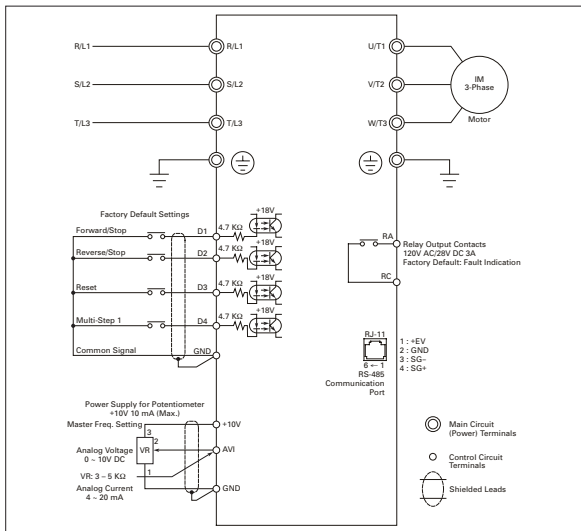 R/L1
R/L1
U/T1
S/L2
S/L2
V/T2
T/L3
T/L3
W/T3
IM
3-Phase
Motor
Factory Default Settings
Forward/Stop
D1
4.7 KΩ
+18V
Reverse/Stop
D2
4.7 KΩ
+18V
Reset
D3
4.7 KΩ
+18V
Multi-Step 1
D4
4.7 KΩ
+18V
Common Signal
GND
RA
Relay Output Contacts
120V AC/28V DC 3A
Factory Default: Fault Indication
RC
RJ-11
6 ← 1
RS-485
Communication
Port
1 : +EV
2 : GND
3 : SG–
4 : SG+
Power Supply for Potentiometer
+10V 10 mA (Max.)
Master Freq. Setting
+10V
3
2
VR
1
Analog Voltage
0 ~ 10V DC
AVI
VR: 3 – 5 KΩ
Analog Current
4 ~ 20 mA
GND
Main Circuit
(Power) Terminals
Control Circuit
Terminals
Shielded Leads